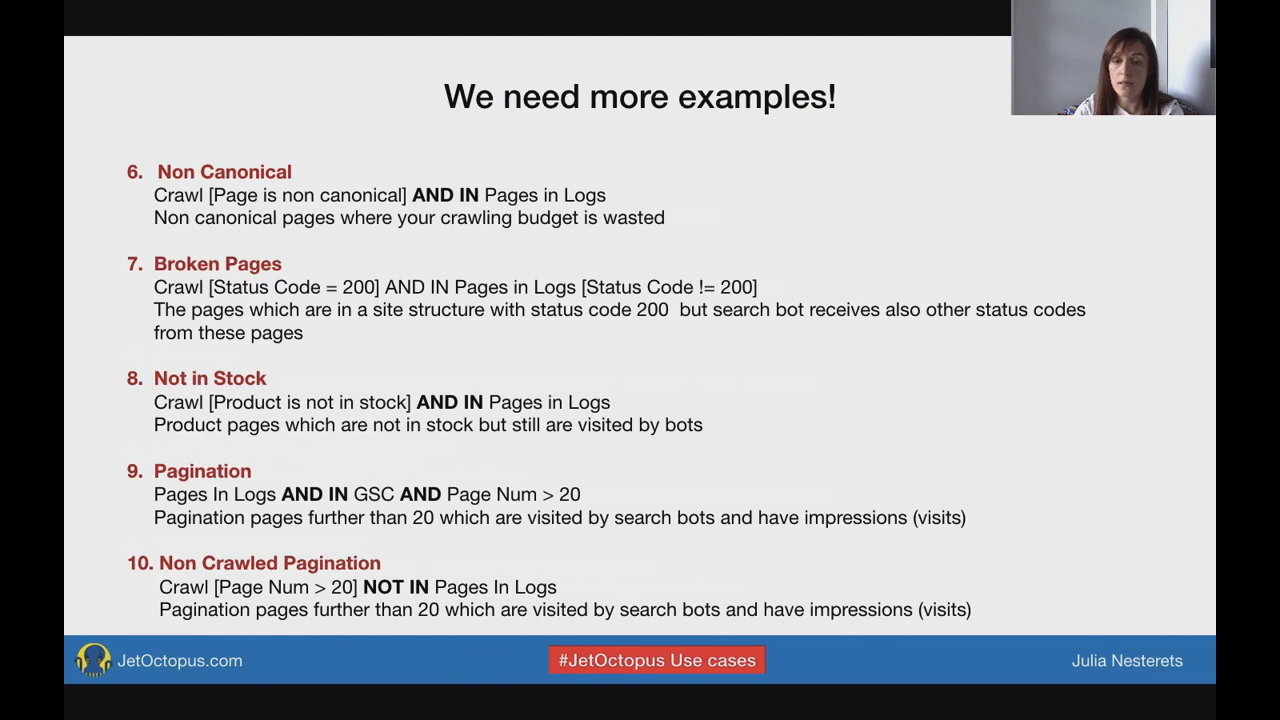 We need more examples!
6. Non Canonical
Crawl [Page is non canonical] AND IN Pages in Logs
Non canonical pages where your crawling budget is wasted
7. Broken Pages
Crawl [Status Code = 200] AND IN Pages in Logs [Status Code != 200]
The pages which are in a site structure with status code 200 but search bot receives also other status codes
from these pages
8. Not in Stock
Crawl [Product is not in stock] AND IN Pages in Logs
Product pages which are not in stock but still are visited by bots
9. Pagination
Pages In Logs AND IN GSC AND Page Num > 20
Pagination pages further than 20 which are visited by search bots and have impressions (visits)
10. Non Crawled Pagination
Crawl [Page Num > 20] NOT IN Pages In Logs
Pagination pages further than 20 which are visited by search bots and have impressions (visits)
JetOctopus.com
#JetOctopus Use cases
Julia Nesterets